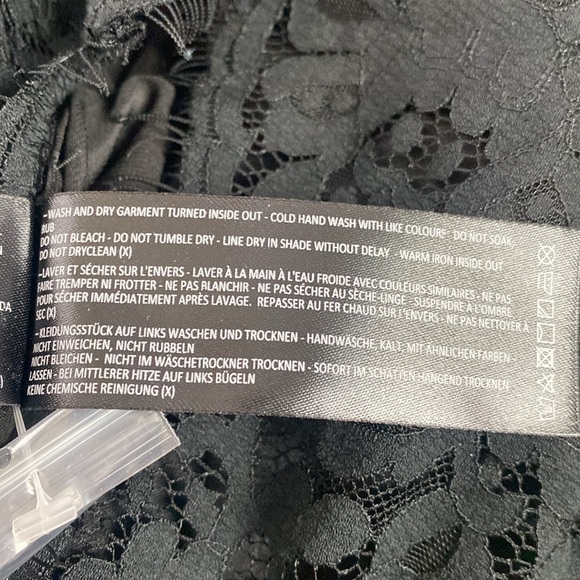 -WASH AND DRY GARMENT TURNED INSIDE OUT - COLD HAND WASH WITH LIKE COLOURS DO NOT SOAK
RUB
DO NOT BLEACH - DO NOT TUMBLE DRY - LINE DRY IN SHADE WITHOUT DELAY - WARM IRON INSIDE OUT
DO NOT DRYCLEAN (X)
-LAVER ET SÉCHER SUR L'ENVERS - LAVER À LA MAIN À L'EAU FROIDE AVEC COULEURS SIMILAIRES - NE PAS
FAIRE TREMPER NI FROTTER - NE PAS BLANCHIR - NE PAS SÉCHER AU SÈCHE-LINGE - SUSPENDRE À L'OMBRE
POUR SÉCHER IMMÉDIATEMENT APRÈS LAVAGE. REPASSER AU FER CHAUD SUR L'ENVERS - NE PAS NETTOYER À
SEC (X)
-KLEIDUNGSSTÜCK AUF LINKS WASCHEN UND TROCKNEN - HANDWÄSCHE, KALT, MIT ÄHNLICHEN FARBEN -
NICHT EINWEICHEN, NICHT RUBBELN
NICHT BLEICHEN - NICHT IM WÄSCHETROCKNER TROCKNEN - SOFORT IM SCHATTEN HÄNGEND TROCKNEN
LASSEN - BEI MITTLERER HITZE AUF LINKS BÜGELN
KEINE CHEMISCHE REINIGUNG (X)
DA